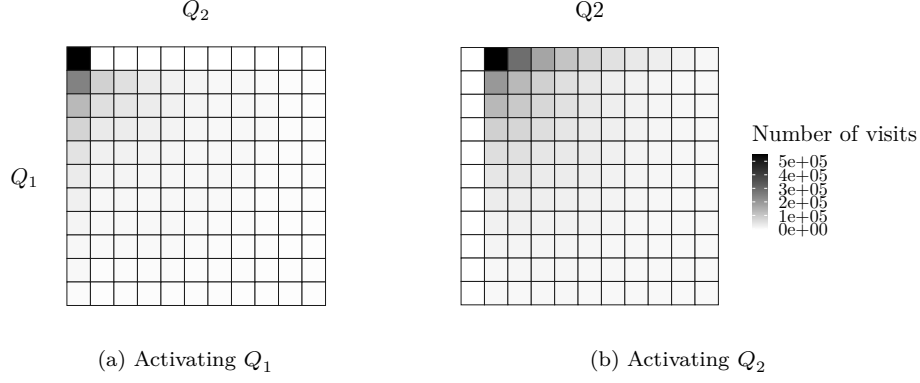 Q₂
Q2
Q₁
Number of visits
5e+05
4e+05
3e+05
2e+05
1e+05
0e+00
(a) Activating Q₁
(b) Activating Q₂